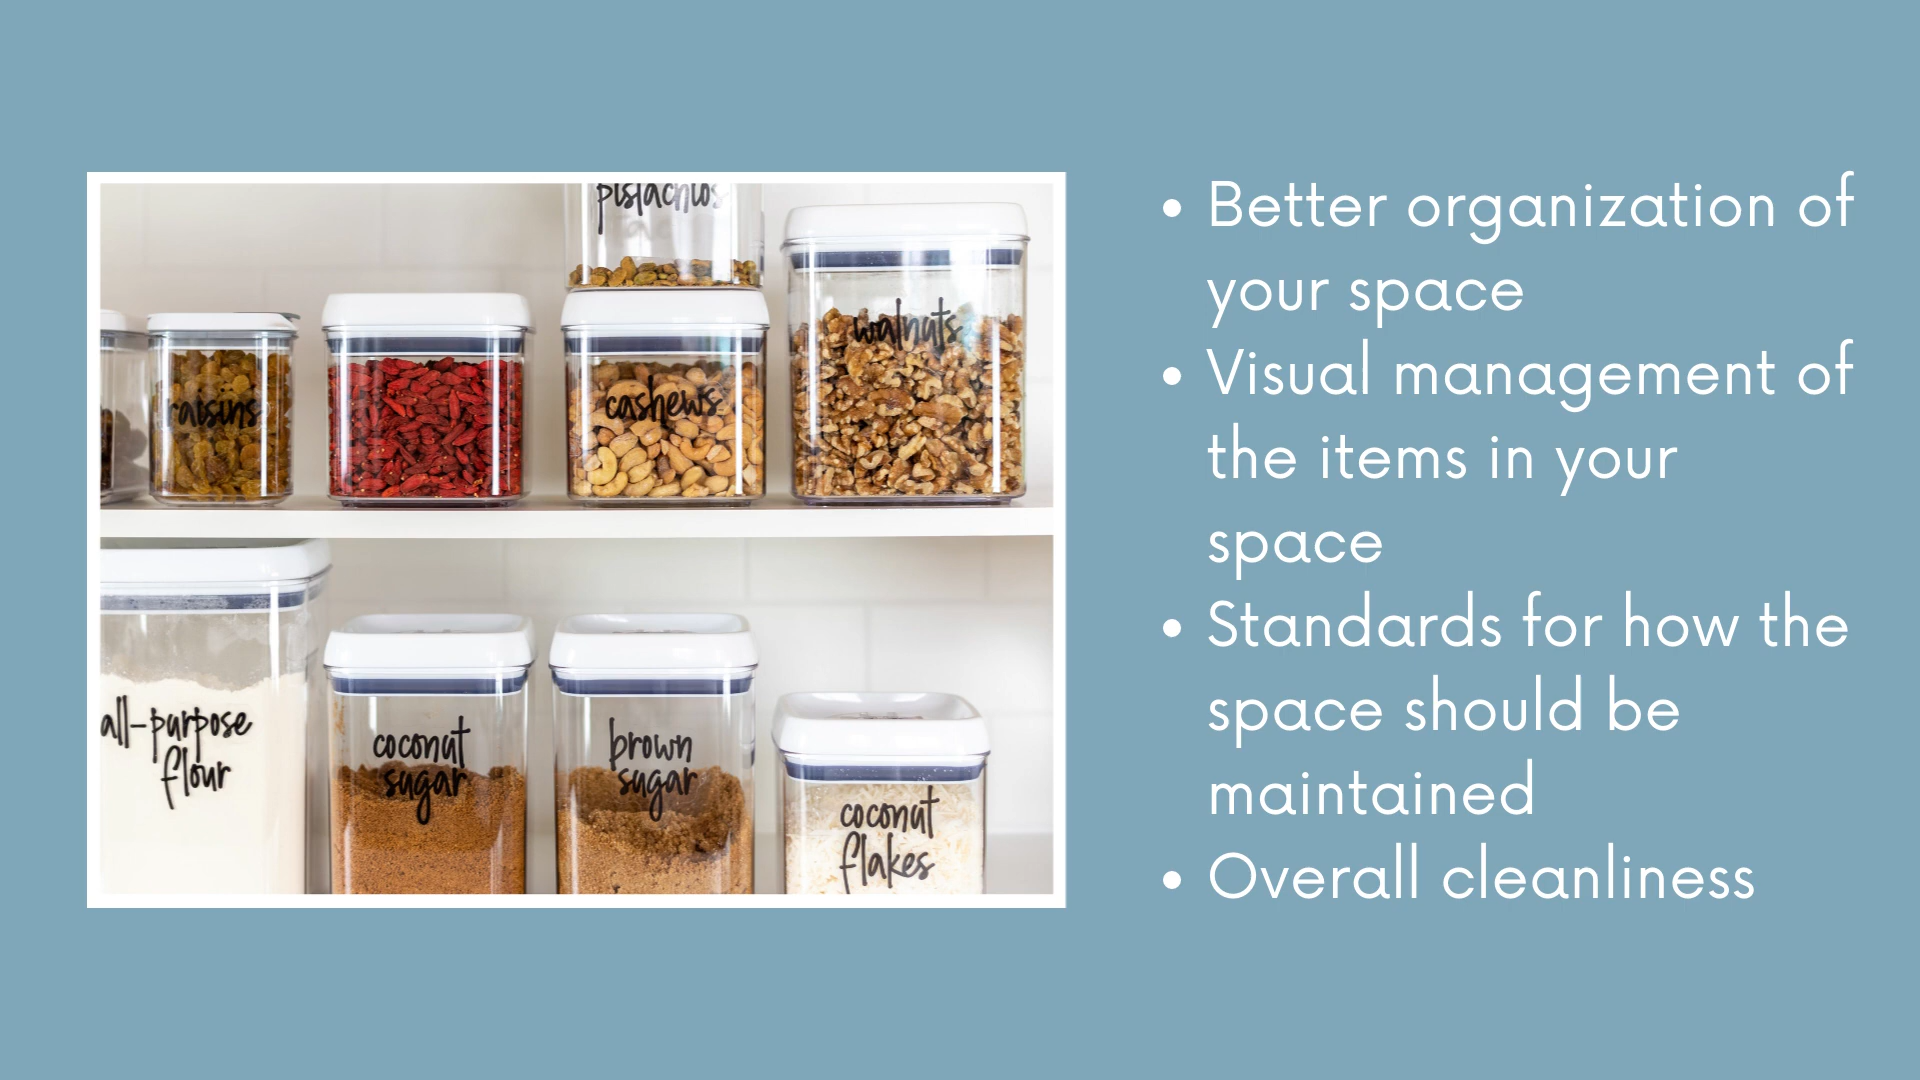 pistachios
walnuts
raisins
cashews
all-purpose
flour
coconut
sugar
brown
sugar
coconut
flakes
• Better organization of
your space
• Visual management of
the items in your
space
• Standards for how the
space should be
maintained
• Overall cleanliness